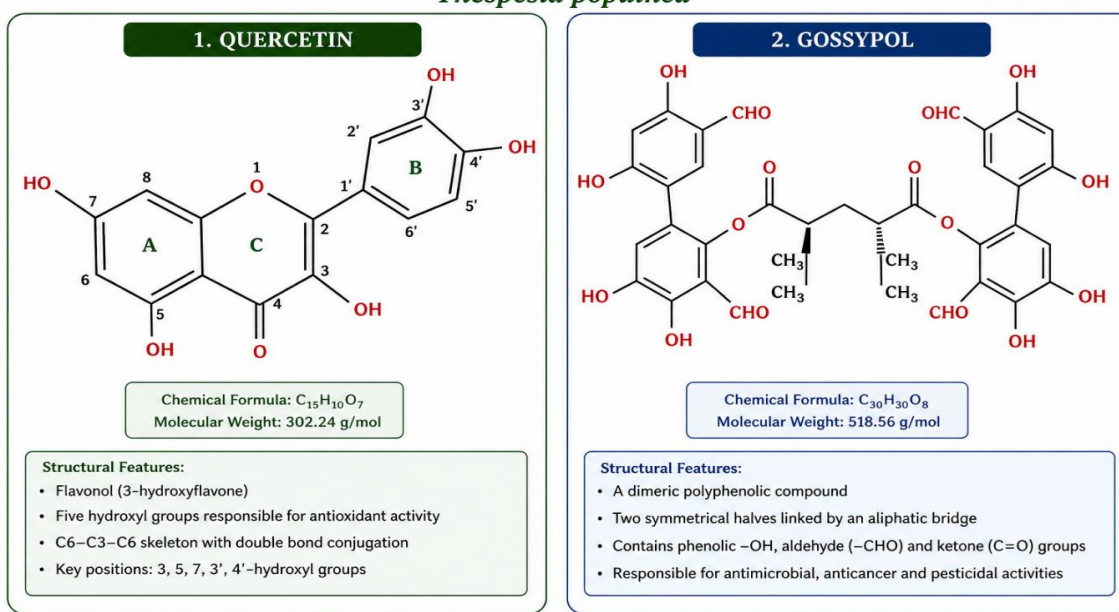 Thespesia populnea
1. QUERCETIN
OH
3′
2′
OH
4′
B
HO
8
1
O
1′
5′
7
6′
2
A
C
6
3
5
4
OH
OH
O
Chemical Formula: C₁₅H₁₀O₇
Molecular Weight: 302.24 g/mol
Structural Features:
• Flavonol (3-hydroxyflavone)
• Five hydroxyl groups responsible for antioxidant activity
• C6–C3–C6 skeleton with double bond conjugation
• Key positions: 3, 5, 7, 3′, 4′-hydroxyl groups
2. GOSSYPOL
OH
OH
CHO
OHC
HO
O
O
OH
O
O
CH₃
CH₃
HO
CH₃
CH₃
OH
CHO
CHO
OH
OH
Chemical Formula: C₃₀H₃₀O₈
Molecular Weight: 518.56 g/mol
Structural Features:
• A dimeric polyphenolic compound
• Two symmetrical halves linked by an aliphatic bridge
• Contains phenolic –OH, aldehyde (–CHO) and ketone (C=O) groups
• Responsible for antimicrobial, anticancer and pesticidal activities